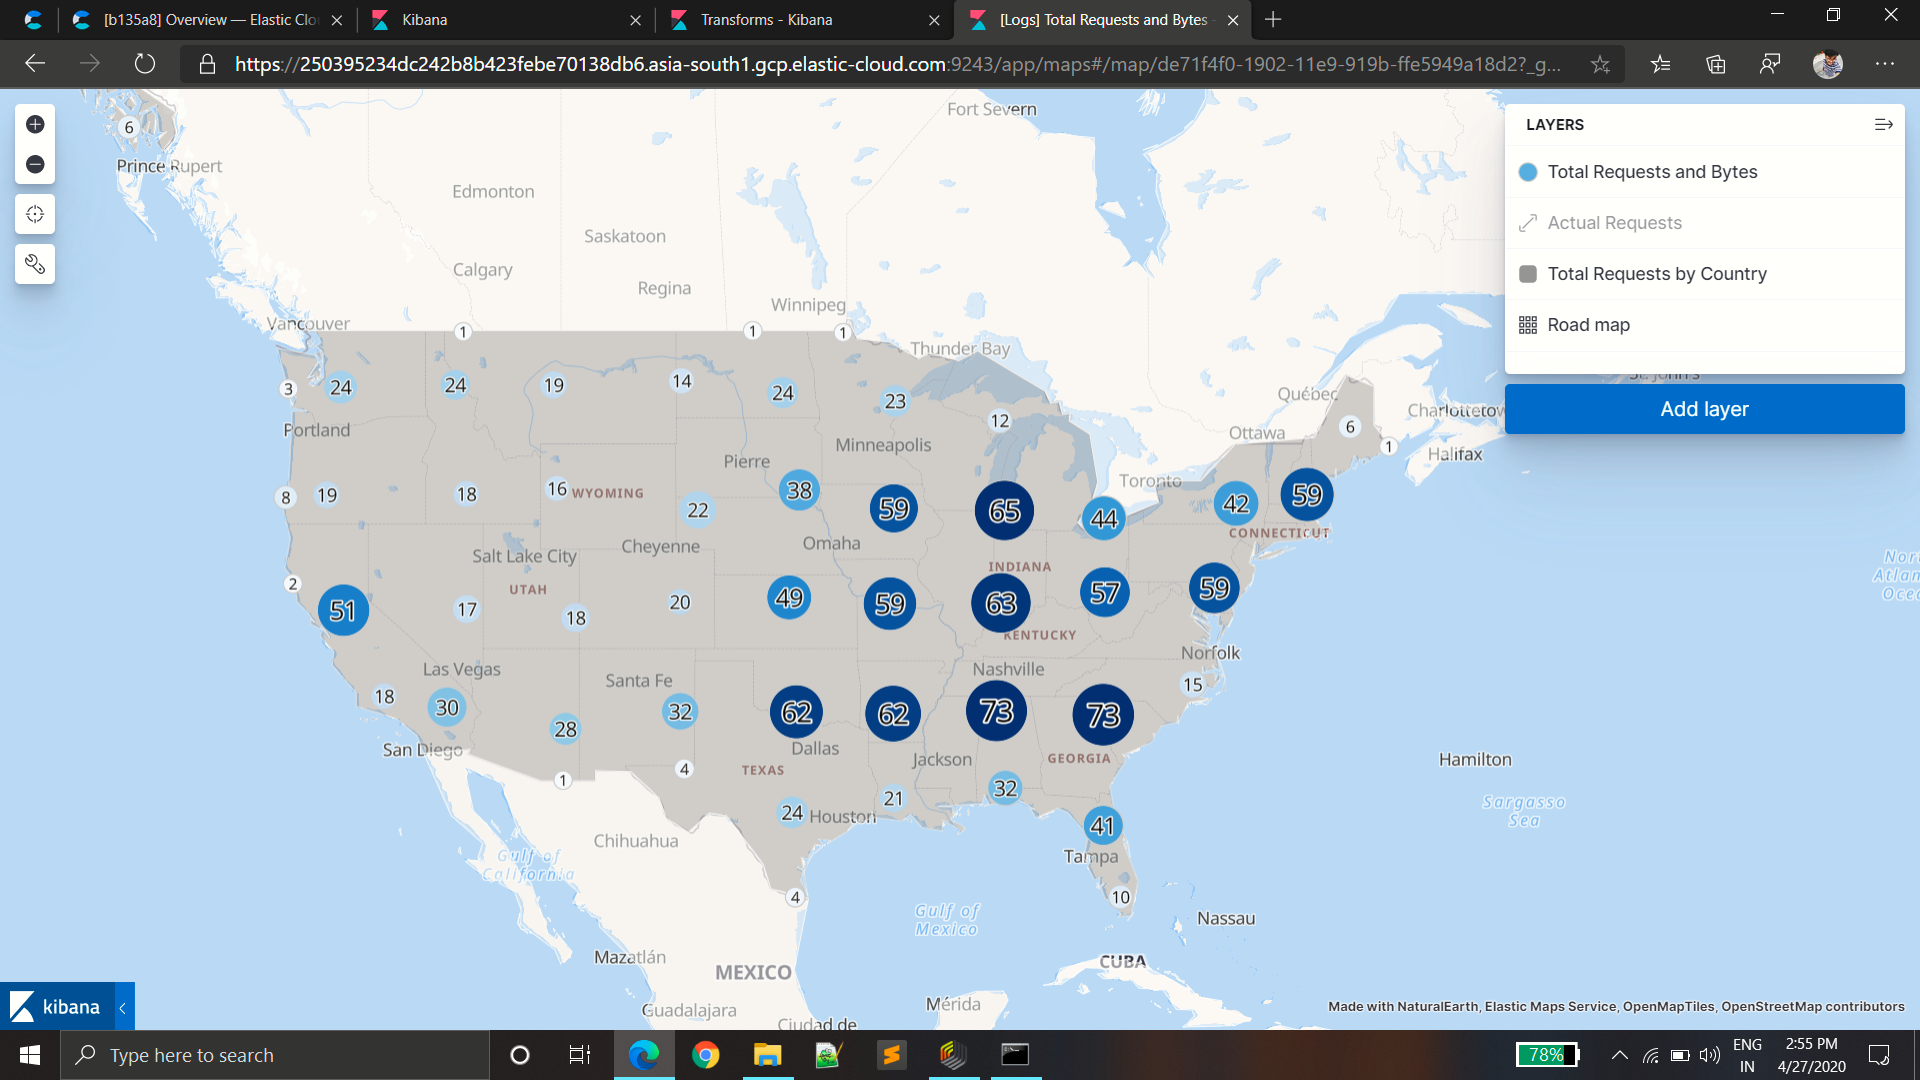 [b135a8] Overview — Elastic Clo
Kibana
Transforms - Kibana
[Logs] Total Requests and Bytes
https://250395234dc242b8b423febe70138db6.asia-south1.gcp.elastic-cloud.com:9243/app/maps#/map/de71f4f0-1902-11e9-919b-ffe5949a18d2?_g...
LAYERS
Total Requests and Bytes
Actual Requests
Total Requests by Country
Road map
Add layer
Fort Severn
6
Prince Rupert
Edmonton
Saskatoon
Calgary
Regina
Winnipeg
Vancouver
1
1
1
Thunder Bay
St. John's
3
24
24
19
14
24
23
12
Québec
Charlottetow
6
Portland
Minneapolis
Ottawa
1
Halifax
Pierre
Toronto
8
19
18
16
WYOMING
22
38
59
65
44
42
59
CONNECTICUT
Salt Lake City
Cheyenne
Omaha
INDIANA
Nor
Atlan
Oce
2
UTAH
51
17
18
20
49
59
63
57
59
KENTUCKY
Norfolk
Las Vegas
Santa Fe
Nashville
18
30
28
32
62
62
73
73
15
San Diego
Dallas
Jackson
GEORGIA
Hamilton
1
4
TEXAS
24
Houston
21
32
41
Sargasso
Sea
Chihuahua
Gulf of
California
Tampa
4
10
Gulf of
Mexico
Nassau
Mazatlán
MEXICO
CUBA
Guadalajara
Mérida
Ciudad de
kibana
Made with NaturalEarth, Elastic Maps Service, OpenMapTiles, OpenStreetMap contributors
Type here to search
78%
ENG
IN
2:55 PM
4/27/2020